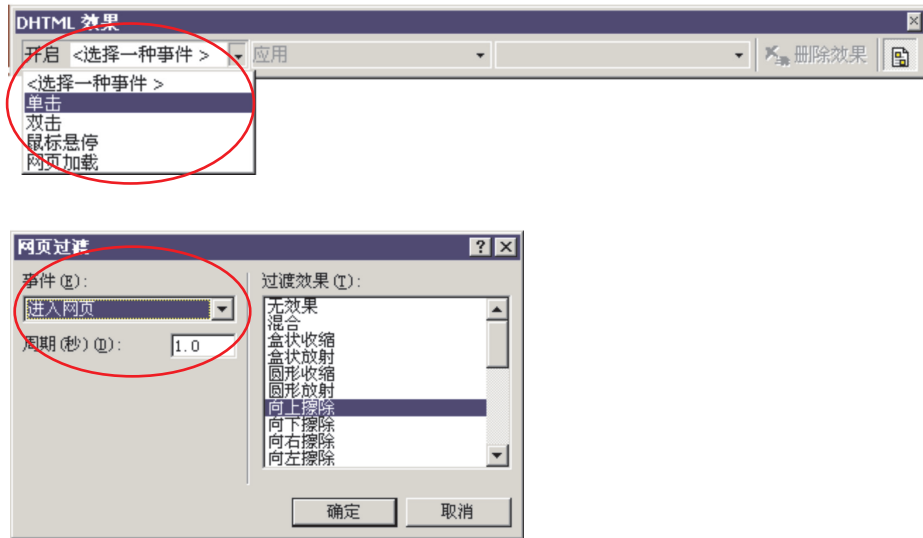 DHTML 效果
开启 <选择一种事件 > 应用 删除效果
<选择一种事件 >
单击
双击
鼠标悬停
网页加载
网页过渡
事件(E):
进入网页
周期(秒)(D): 1.0
过渡效果(T):
无效果
混合
盒状收缩
盒状放射
圆形收缩
圆形放射
向上擦除
向下擦除
向右擦除
向左擦除
确定 取消